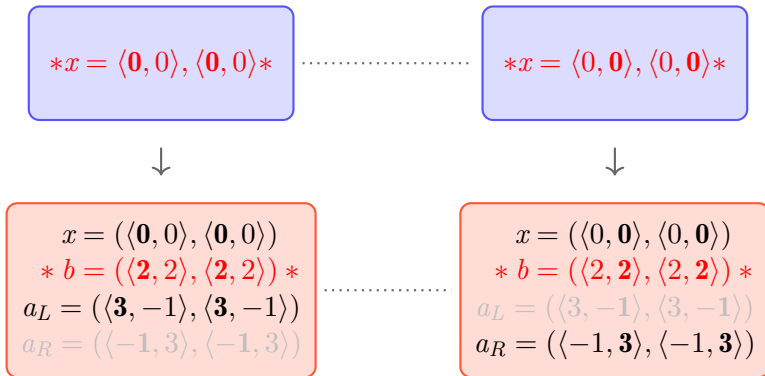 *x = ⟨0, 0⟩, ⟨0, 0⟩*
*x = ⟨0, 0⟩, ⟨0, 0⟩*
↓
↓
x = (⟨0, 0⟩, ⟨0, 0⟩)
* b = (⟨2, 2⟩, ⟨2, 2⟩) *
a_L = (⟨3, −1⟩, ⟨3, −1⟩)
a_R = (⟨−1, 3⟩, ⟨−1, 3⟩)
x = (⟨0, 0⟩, ⟨0, 0⟩)
* b = (⟨2, 2⟩, ⟨2, 2⟩) *
a_L = (⟨3, −1⟩, ⟨3, −1⟩)
a_R = (⟨−1, 3⟩, ⟨−1, 3⟩)